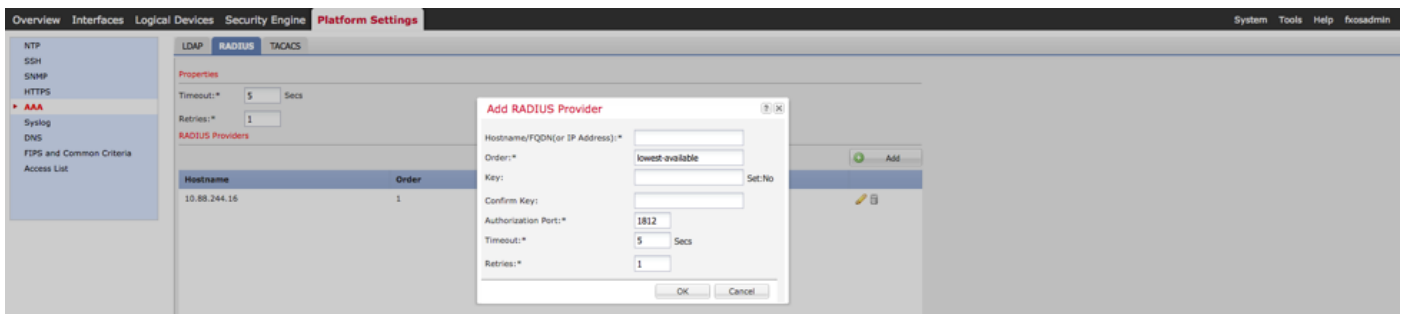 Overview Interfaces Logical Devices Security Engine Platform Settings System Tools Help fxosadmin
NTP
SSH
SNMP
HTTPS
AAA
Syslog
DNS
FIPS and Common Criteria
Access List
LDAP RADIUS TACACS
Properties
Timeout:* 5 Secs
Retries:* 1
RADIUS Providers
Add
Hostname Order
10.88.244.16 1
Add RADIUS Provider
Hostname/FQDN(or IP Address):*
Order:* lowest-available
Key: Set:No
Confirm Key:
Authorization Port:* 1812
Timeout:* 5 Secs
Retries:* 1
OK Cancel